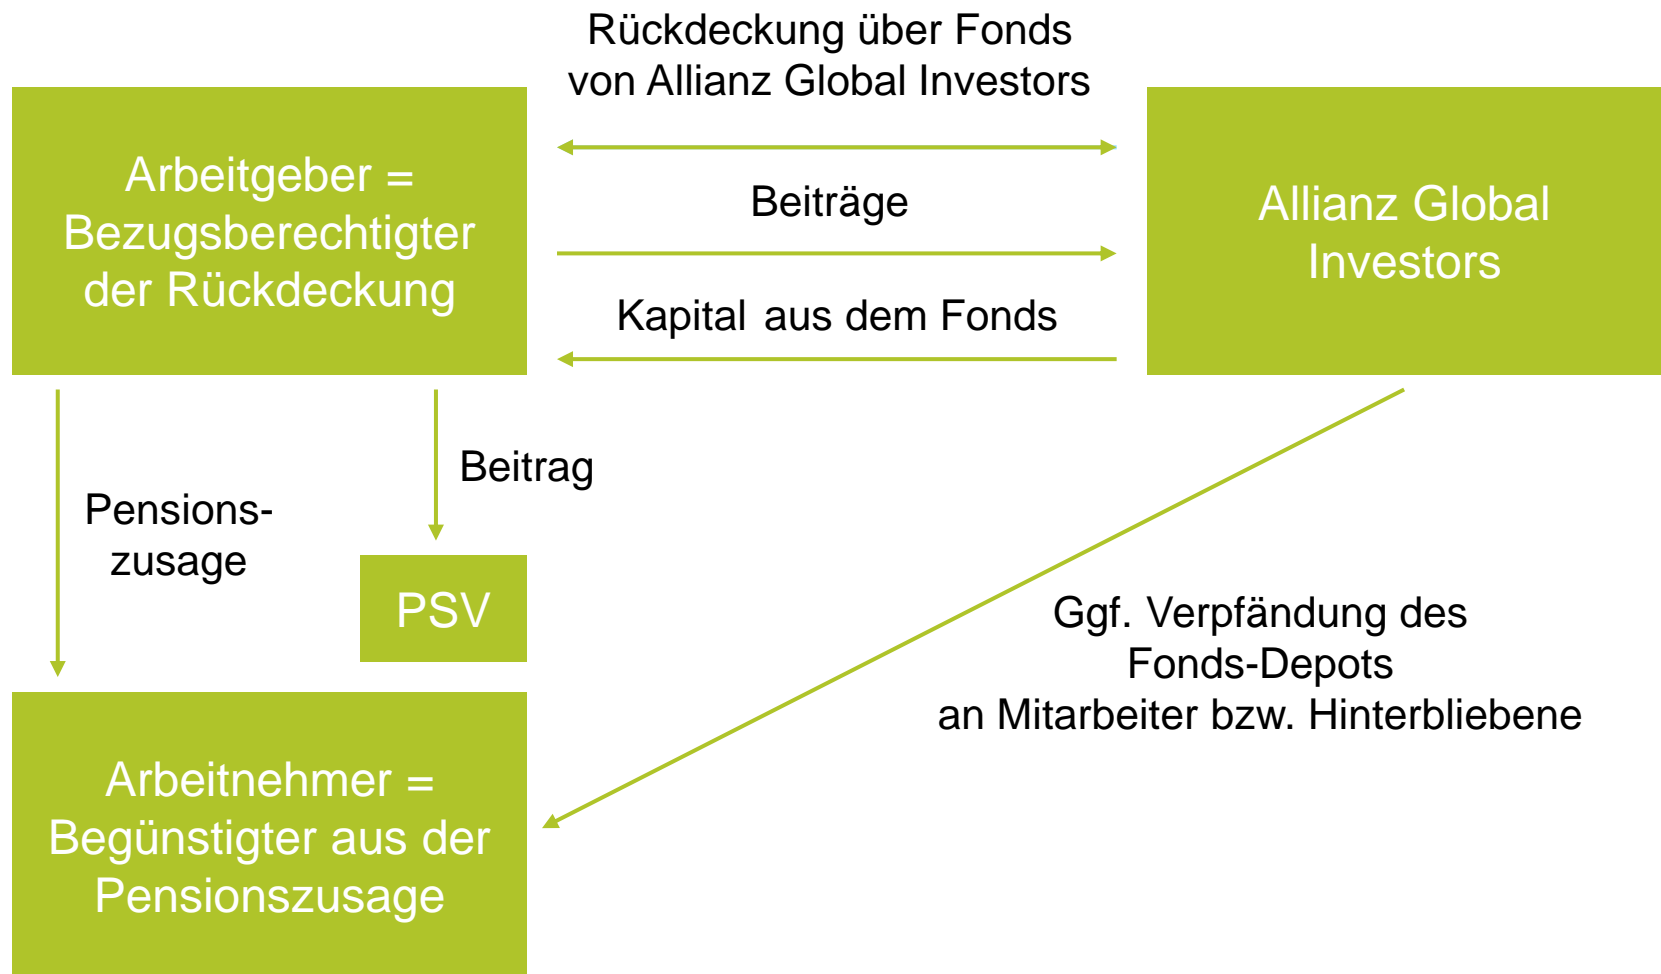 Rückdeckung über Fonds
von Allianz Global Investors
Arbeitgeber =
Bezugsberechtigter
der Rückdeckung
Beiträge
Kapital aus dem Fonds
Allianz Global
Investors
Pensions-
zusage
Beitrag
PSV
Ggf. Verpfändung des
Fonds-Depots
an Mitarbeiter bzw. Hinterbliebene
Arbeitnehmer =
Begünstigter aus der
Pensionszusage